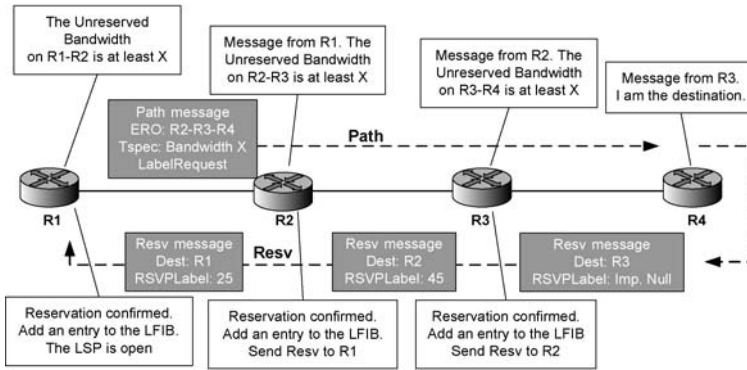 The Unreserved
Bandwidth
on R1-R2 is at least X
Message from R1. The
Unreserved Bandwidth
on R2-R3 is at least X
Message from R2. The
Unreserved Bandwidth
on R3-R4 is at least X
Message from R3.
I am the destination.
Path message
ERO: R2-R3-R4
Tspec: Bandwidth X
LabelRequest
Path
R1
R2
R3
R4
Resv message
Dest: R1
RSVPLabel: 25
Resv
Resv message
Dest: R2
RSVPLabel: 45
Resv message
Dest: R3
RSVPLabel: Imp. Null
Reservation confirmed.
Add an entry to the LFIB.
The LSP is open
Reservation confirmed.
Add an entry to the LFIB.
Send Resv to R1
Reservation confirmed.
Add an entry to the LFIB
Send Resv to R2